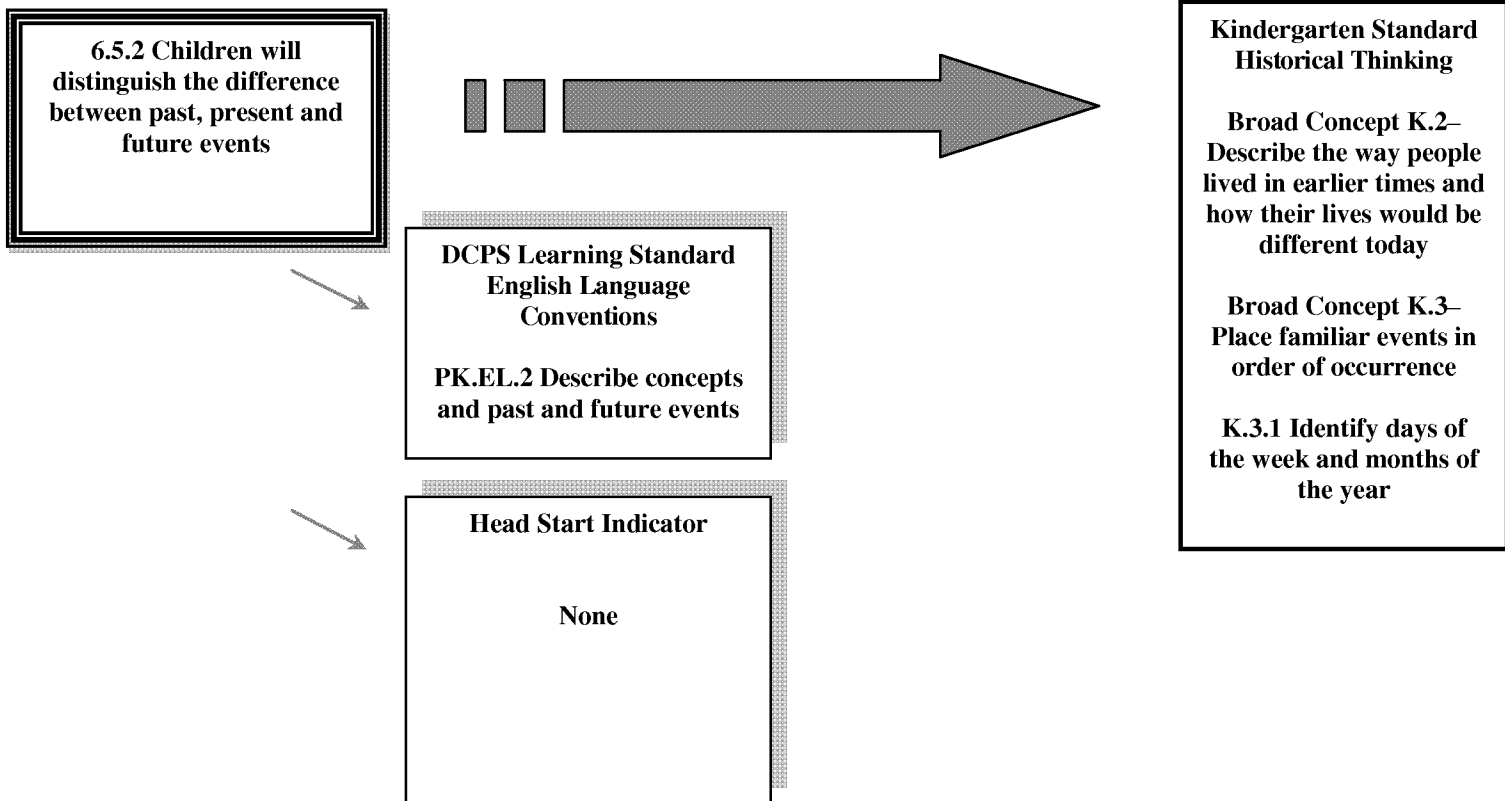 6.5.2 Children will
distinguish the difference
between past, present and
future events
DCPS Learning Standard
English Language
Conventions
PK.EL.2 Describe concepts
and past and future events
Head Start Indicator
None
Kindergarten Standard
Historical Thinking
Broad Concept K.2–
Describe the way people
lived in earlier times and
how their lives would be
different today
Broad Concept K.3–
Place familiar events in
order of occurrence
K.3.1 Identify days of
the week and months of
the year